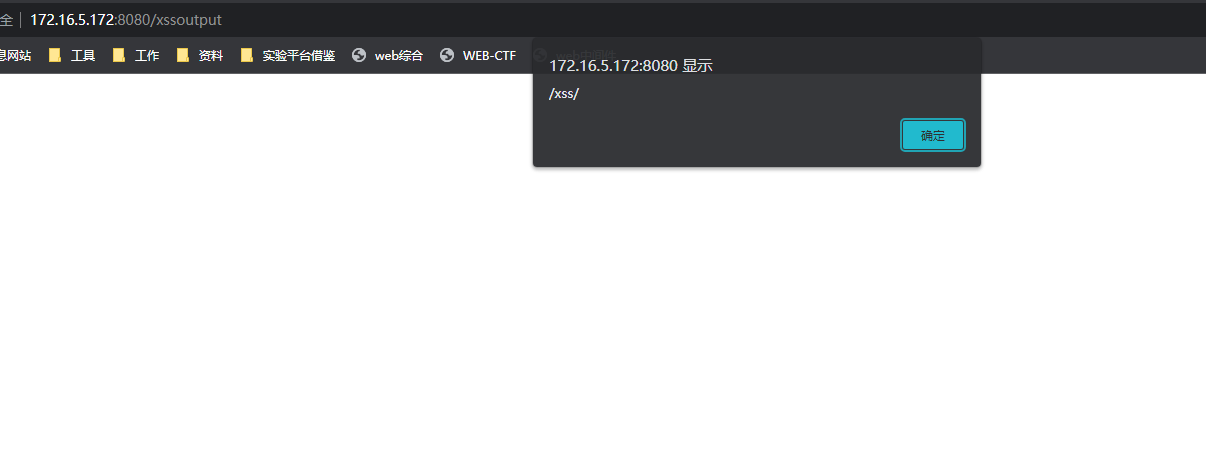 全 | 172.16.5.172:8080/xssoutput
息网站 工具 工作 资料 实验平台借鉴 web综合 WEB-CTF
172.16.5.172:8080 显示
/xss/
确定